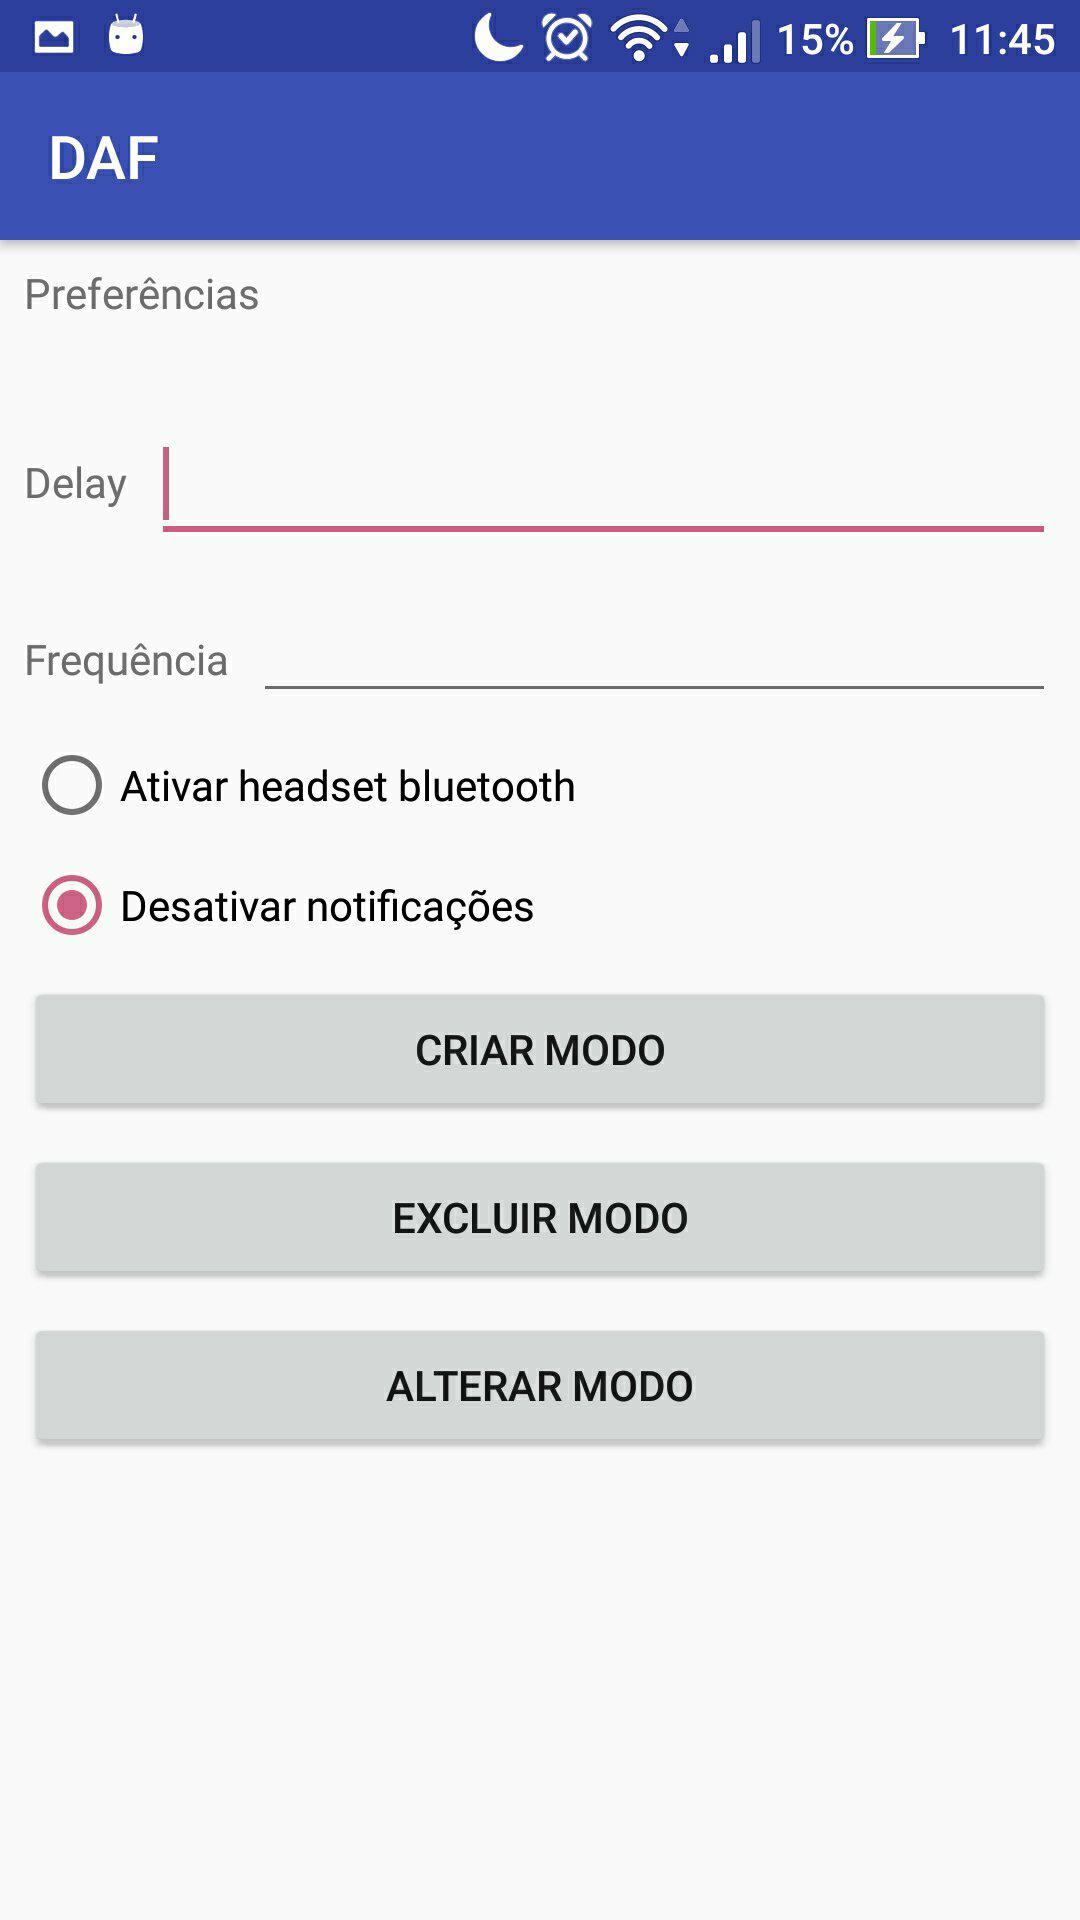 15% 11:45
DAF
Preferências
Delay
Frequência
Ativar headset bluetooth
Desativar notificações
CRIAR MODO
EXCLUIR MODO
ALTERAR MODO